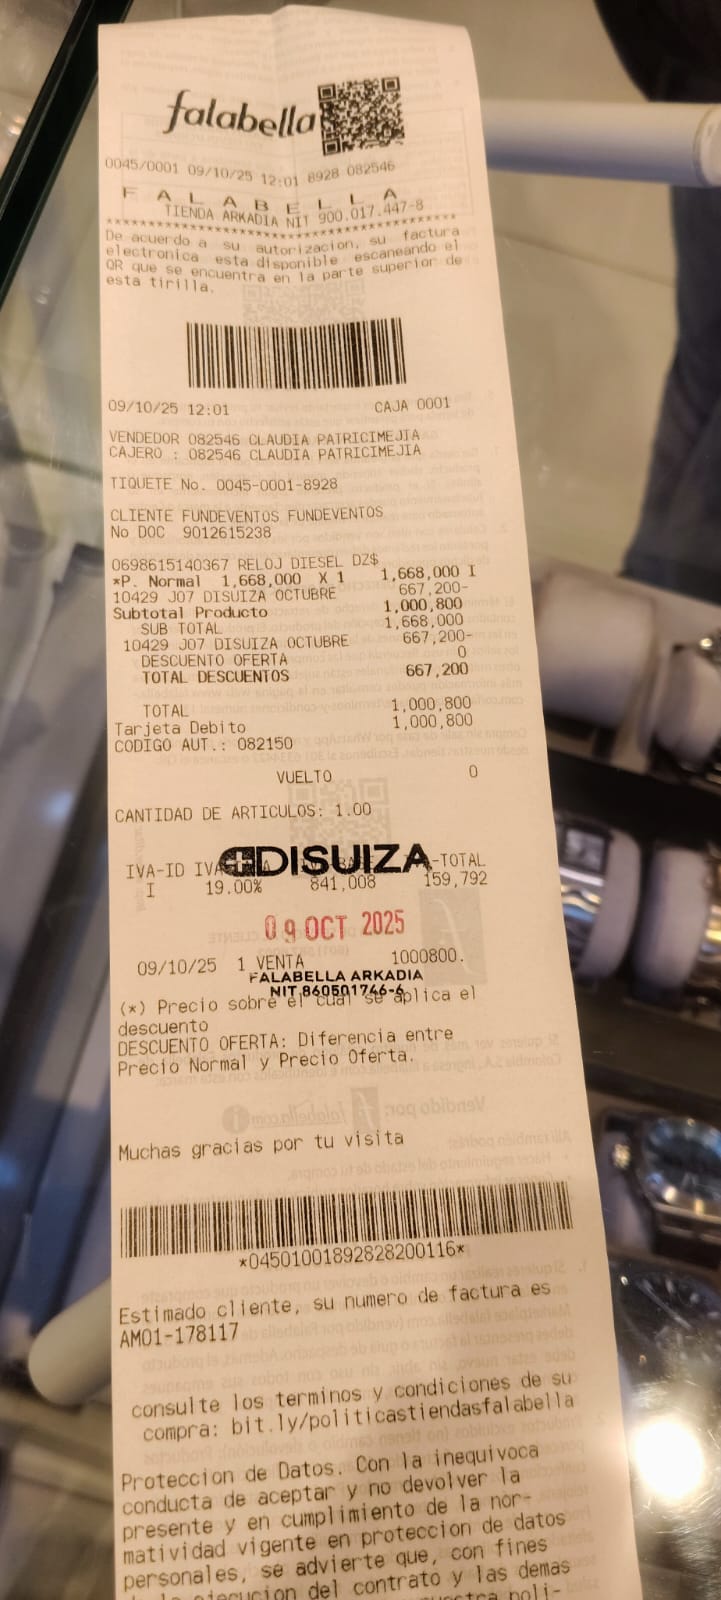 falabella
0045/0001 09/10/25 12:01 8928 082546
F A L A B E L L A
TIENDA ARKADIA NIT 900.017.447-8
****************************************
De acuerdo a su autorizacion, su factura
electronica esta disponible escaneando el
QR que se encuentra en la parte superior de
esta tirilla.
09/10/25 12:01 CAJA 0001
VENDEDOR 082546 CLAUDIA PATRICIMEJIA
CAJERO : 082546 CLAUDIA PATRICIMEJIA
TIQUETE No. 0045-0001-8928
CLIENTE FUNDEVENTOS FUNDEVENTOS
No DOC 9012615238
0698615140367 RELOJ DIESEL DZ$
*P. Normal 1,668,000 X 1 1,668,000 I
10429 J07 DISUIZA OCTUBRE 667,200-
Subtotal Producto 1,000,800
SUB TOTAL 1,668,000
10429 J07 DISUIZA OCTUBRE 667,200-
DESCUENTO OFERTA 0
TOTAL DESCUENTOS 667,200
TOTAL 1,000,800
Tarjeta Debito 1,000,800
CODIGO AUT.: 082150
VUELTO 0
CANTIDAD DE ARTICULOS: 1.00
DISUIZA
IVA-ID -TOTAL
I 19.00% 841,008 159,792
09 OCT 2025
09/10/25 1 VENTA 1000800.
FALABELLA ARKADIA
NIT.860501746-6
(*) Precio sobre el cual se aplica el
descuento
DESCUENTO OFERTA: Diferencia entre
Precio Normal y Precio Oferta.
Muchas gracias por tu visita
*04501001892828200116*
Estimado cliente, su numero de factura es
AM01-178117
consulte los terminos y condiciones de su
compra: bit.ly/politicastiendasfalabella
Proteccion de Datos. Con la inequivoca
conducta de aceptar y no devolver la
presente y en cumplimiento de la nor-
matividad vigente en proteccion de datos
personales, se advierte que, con fines
de la ejecucion del contrato y las demas